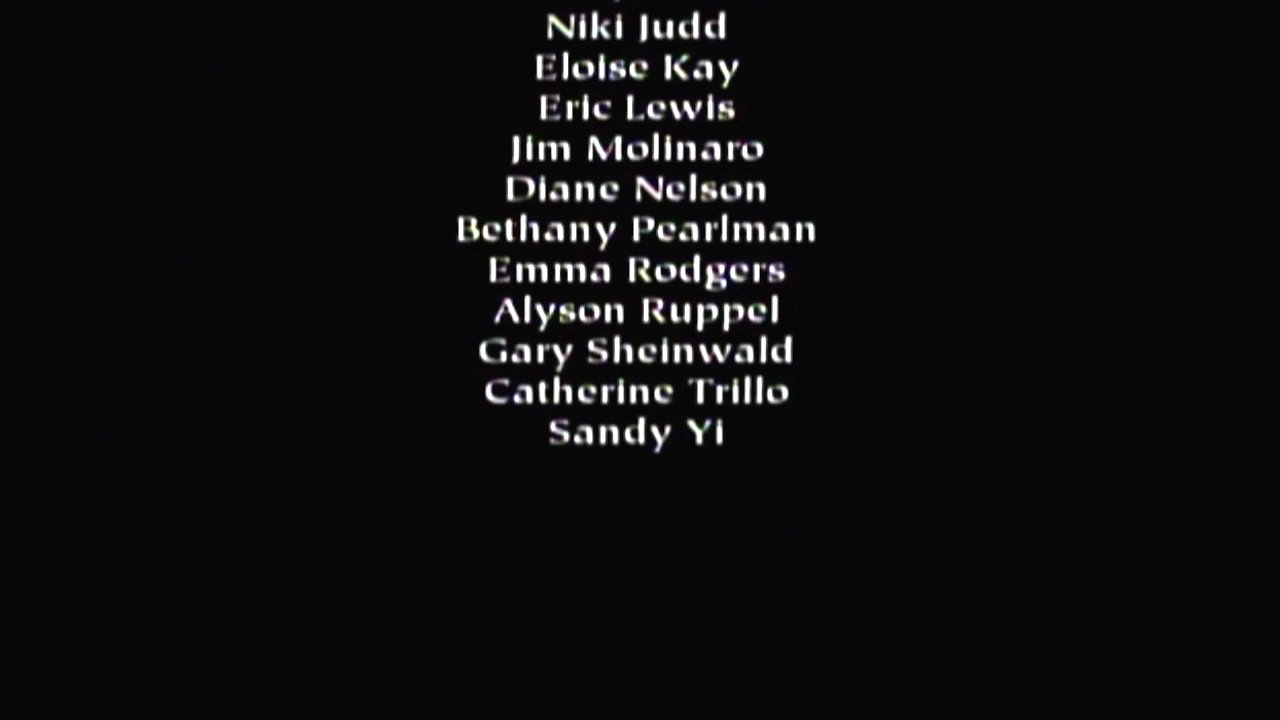 Niki Judd
Eloise Kay
Eric Lewis
Jim Molinaro
Diane Nelson
Bethany Pearlman
Emma Rodgers
Alyson Ruppel
Gary Sheinwald
Catherine Trillo
Sandy Yi